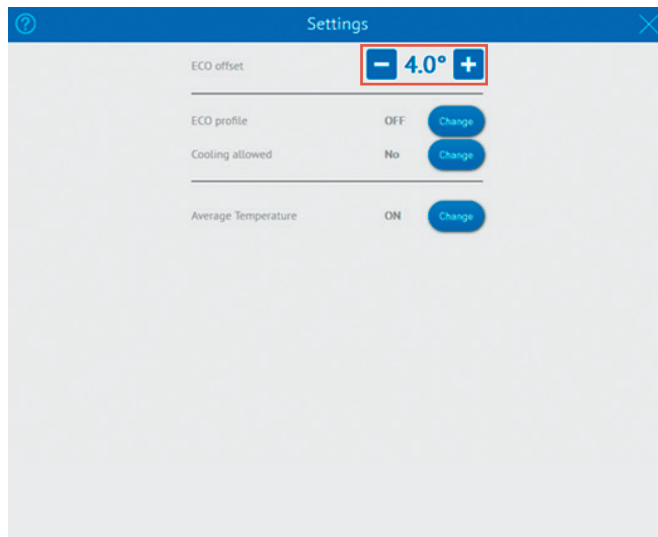 ? Settings X
ECO offset − 4.0° +
ECO profile OFF Change
Cooling allowed No Change
Average Temperature ON Change